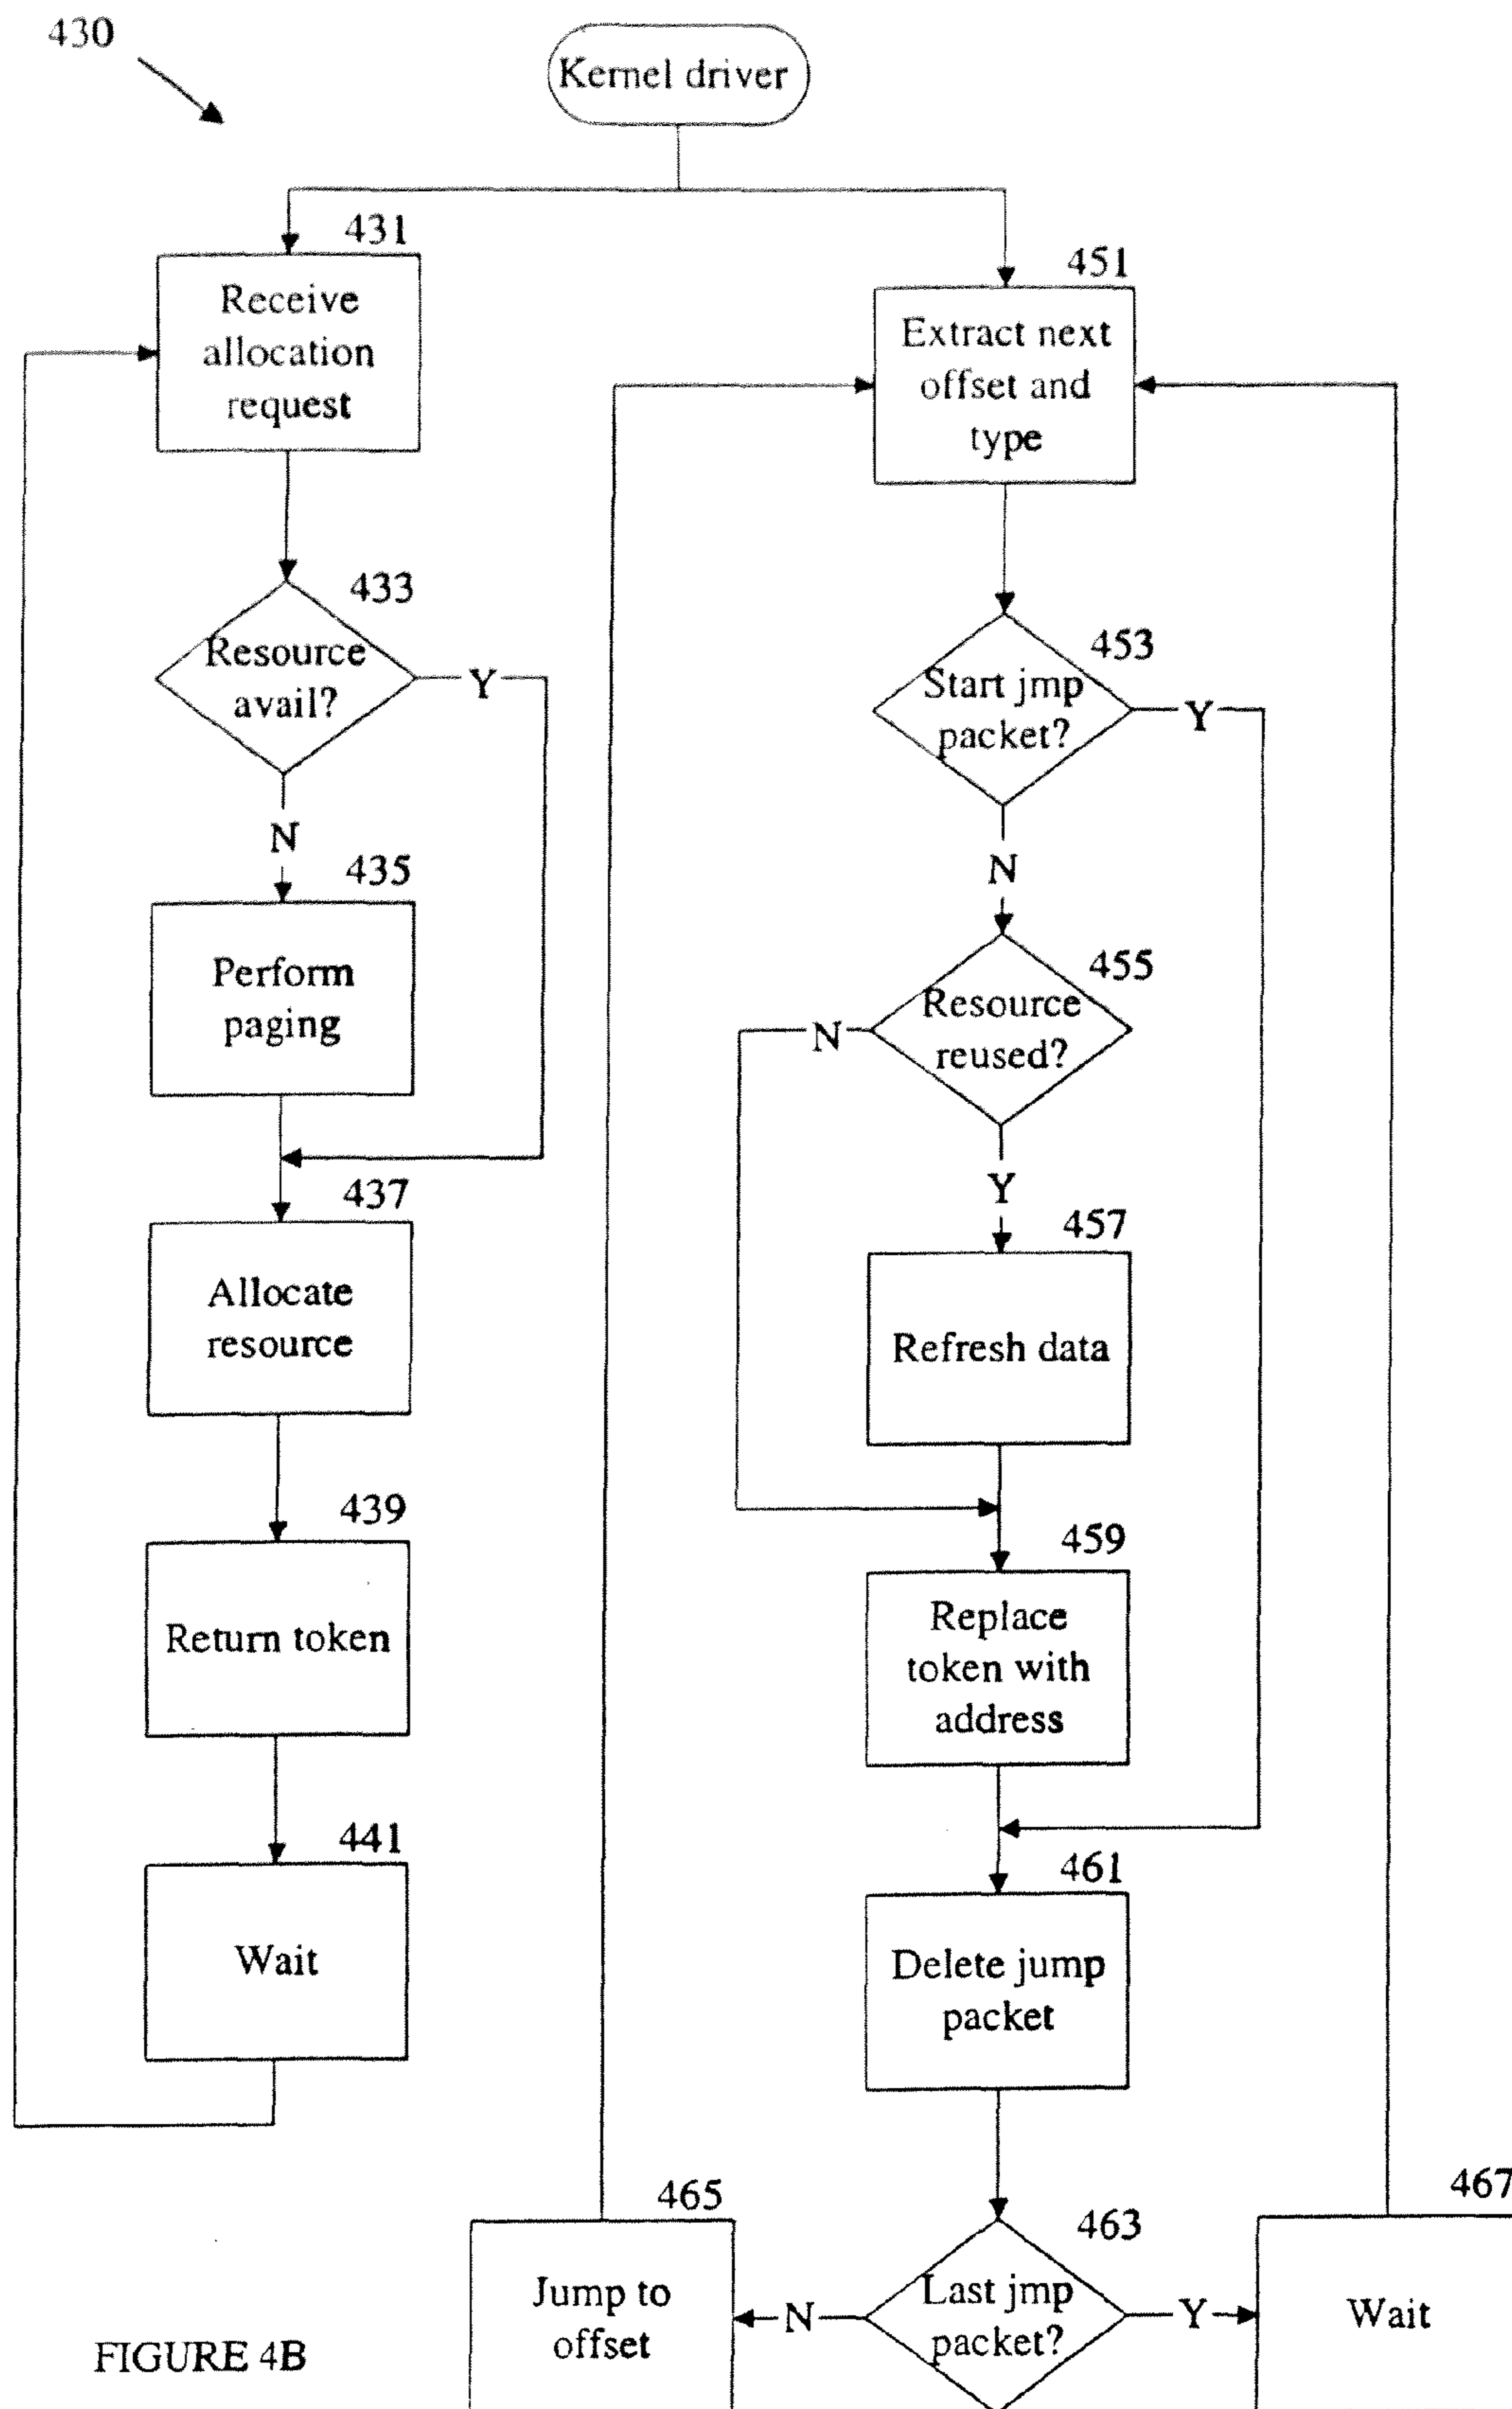 430
Kernel driver
431
Receive
allocation
request
433
Resource
avail?
Y
N
435
Perform
paging
437
Allocate
resource
439
Return token
441
Wait
451
Extract next
offset and
type
453
Start jmp
packet?
Y
N
455
Resource
reused?
N
Y
457
Refresh data
459
Replace
token with
address
461
Delete jump
packet
463
Last jmp
packet?
N
Y
465
Jump to
offset
467
Wait
FIGURE 4B